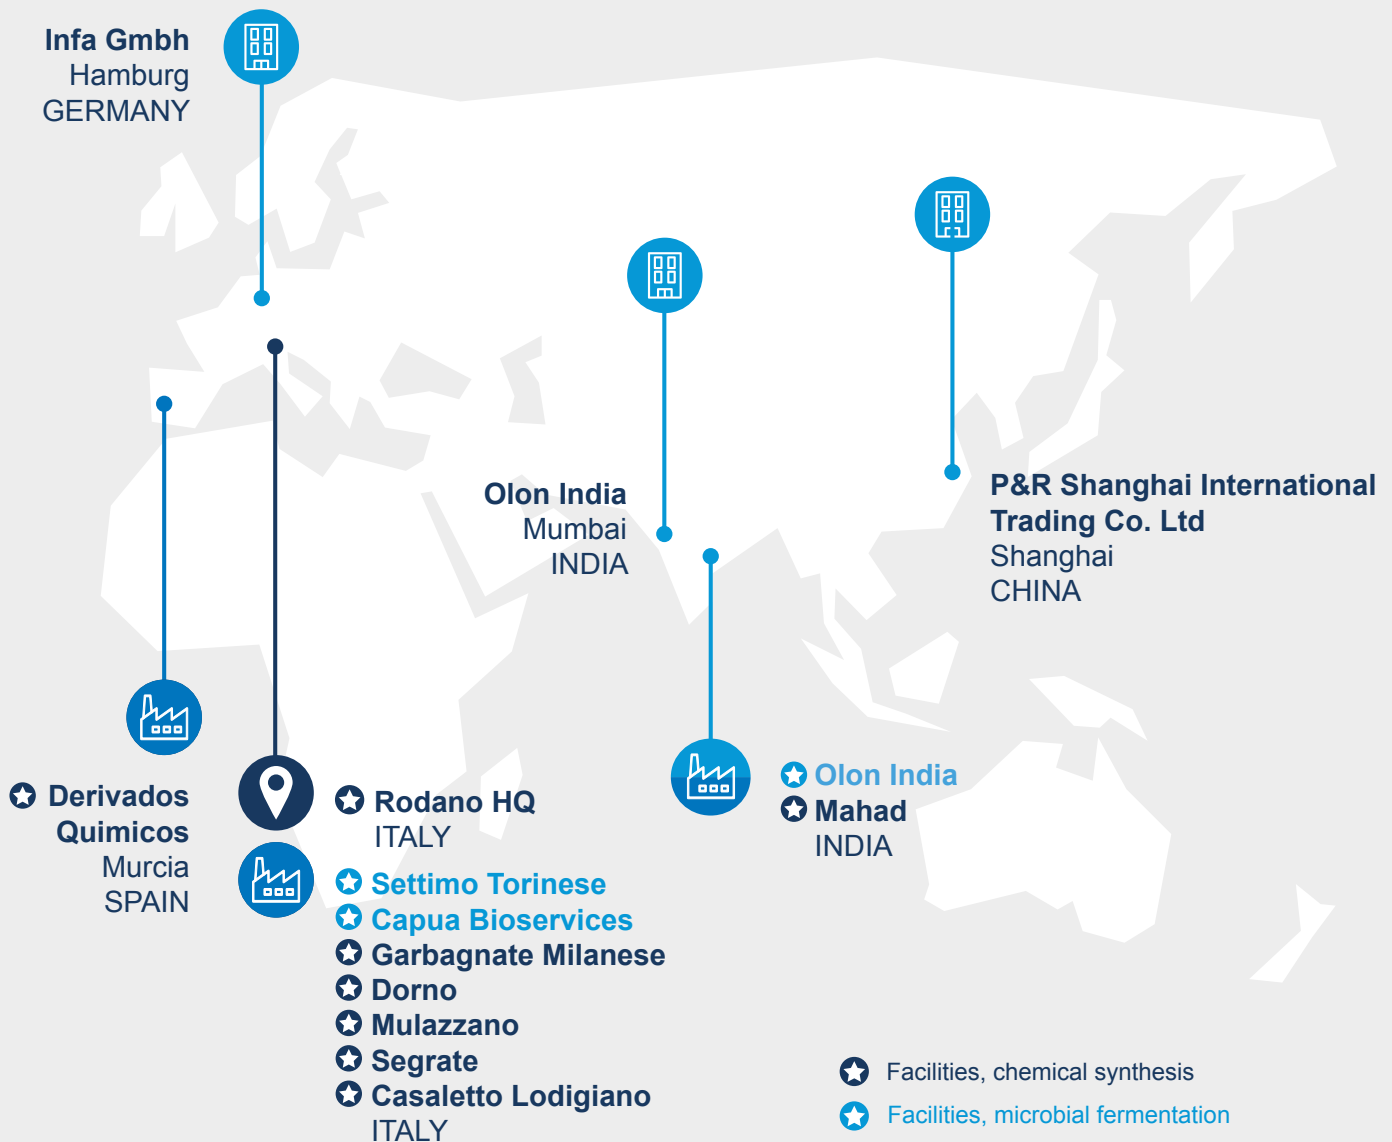 Infa Gmbh
Hamburg
GERMANY
Olon India
Mumbai
INDIA
P&R Shanghai International
Trading Co. Ltd
Shanghai
CHINA
Derivados
Quimicos
Murcia
SPAIN
Rodano HQ
ITALY
Settimo Torinese
Capua Bioservices
Garbagnate Milanese
Dorno
Mulazzano
Segrate
Casaletto Lodigiano
ITALY
Olon India
Mahad
INDIA
Facilities, chemical synthesis
Facilities, microbial fermentation